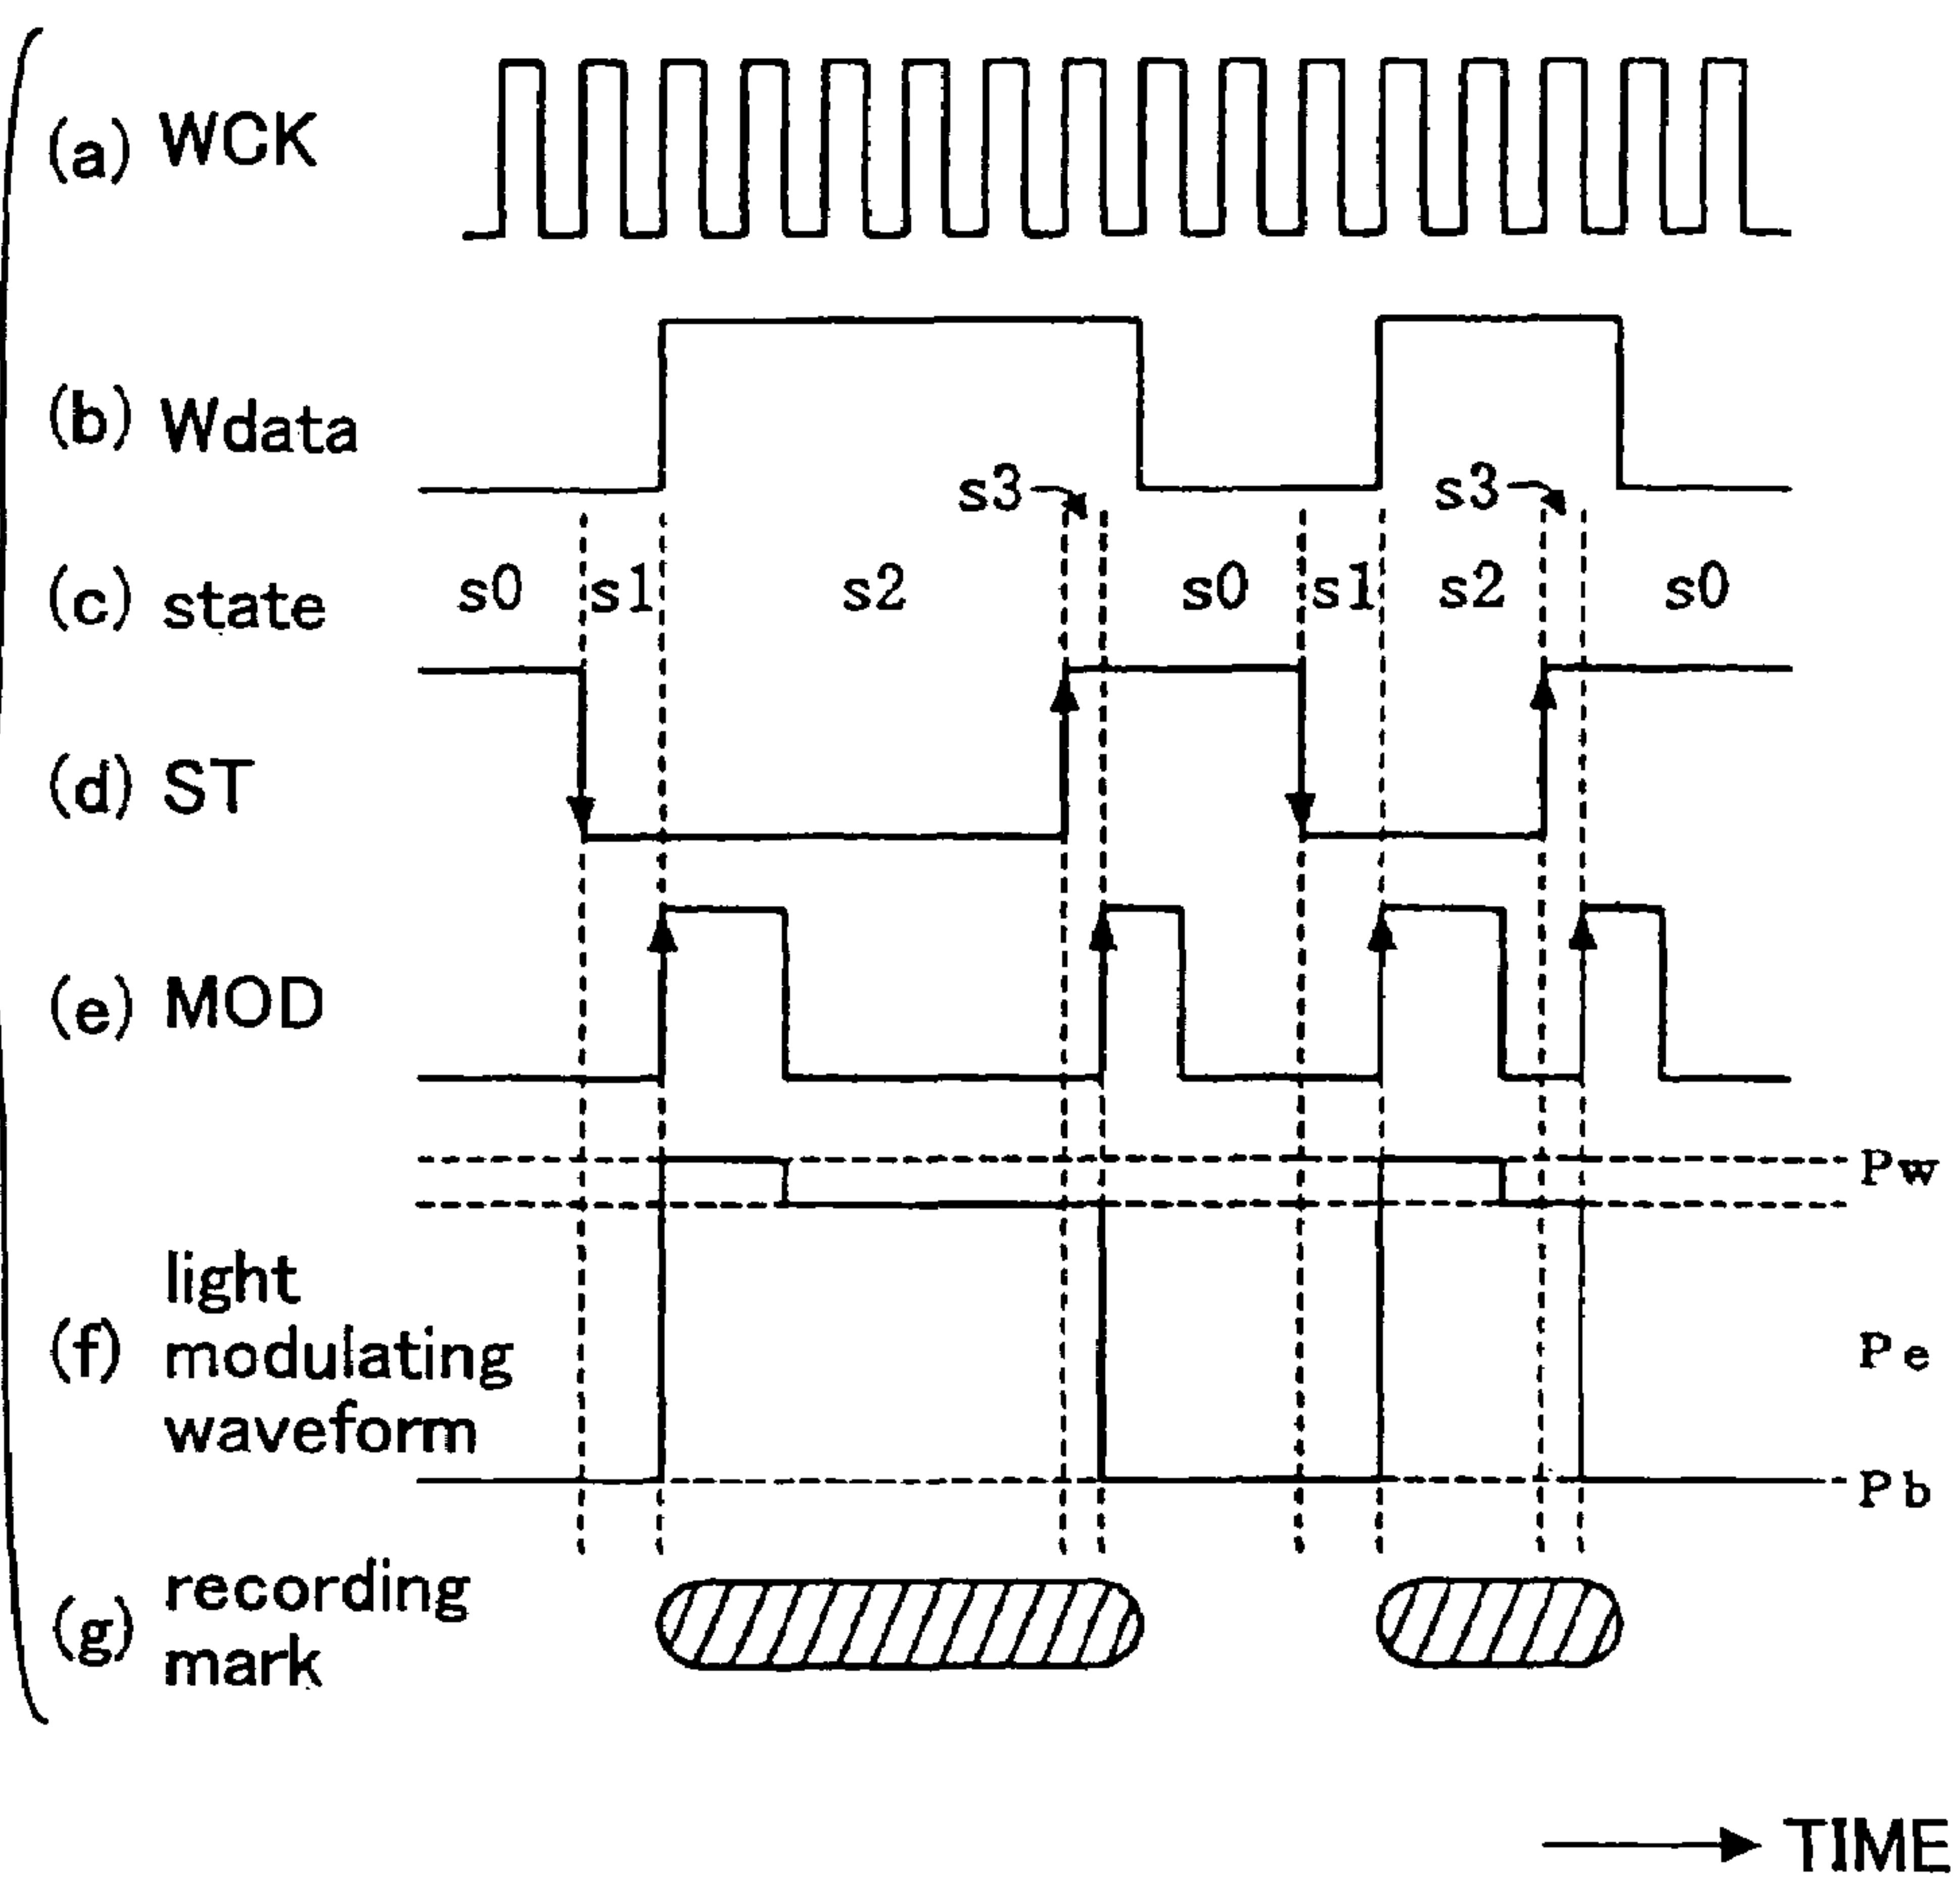 (a) WCK
(b) Wdata
s3 s3
(c) state s0 s1 s2 s0 s1 s2 s0
(d) ST
(e) MOD
Pw
light
(f) modulating Pe
waveform
Pb
recording
(g)
mark
TIME